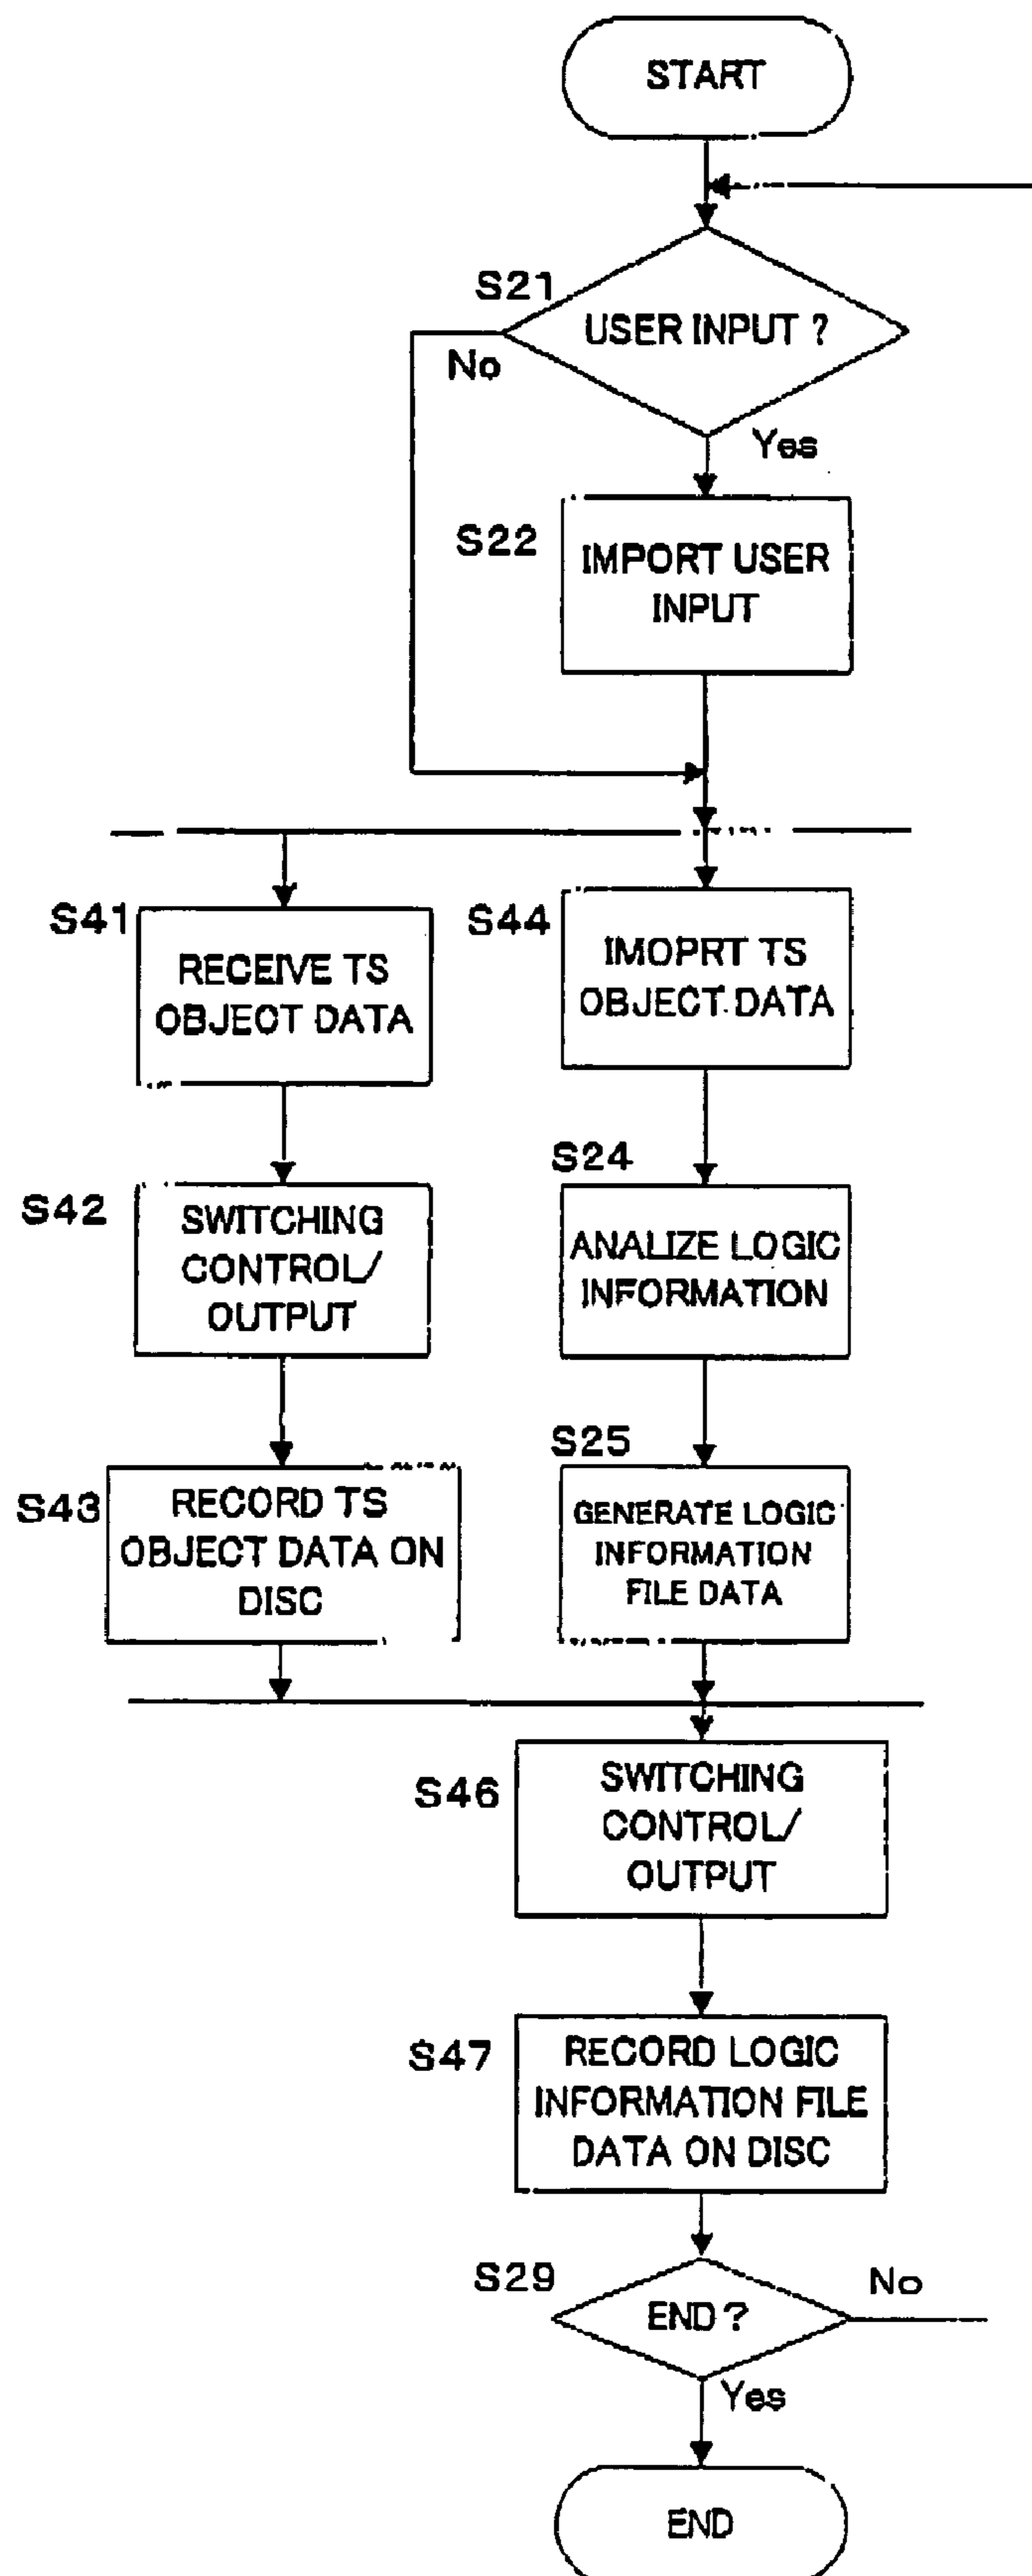 START
S21
USER INPUT ?
No
Yes
S22
IMPORT USER
INPUT
S41
RECEIVE TS
OBJECT DATA
S44
IMOPRT TS
OBJECT DATA
S42
SWITCHING
CONTROL/
OUTPUT
S24
ANALIZE LOGIC
INFORMATION
S43
RECORD TS
OBJECT DATA ON
DISC
S25
GENERATE LOGIC
INFORMATION
FILE DATA
S46
SWITCHING
CONTROL/
OUTPUT
S47
RECORD LOGIC
INFORMATION FILE
DATA ON DISC
S29
END ?
No
Yes
END